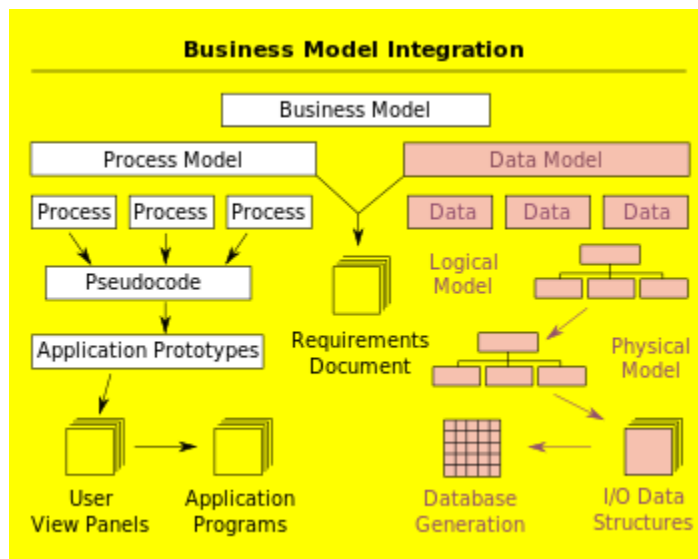 Business Model Integration
Business Model
Process Model
Data Model
Process
Process
Process
Data
Data
Data
Pseudocode
Logical
Model
Application Prototypes
Requirements
Document
Physical
Model
User
View Panels
Application
Programs
Database
Generation
I/O Data
Structures